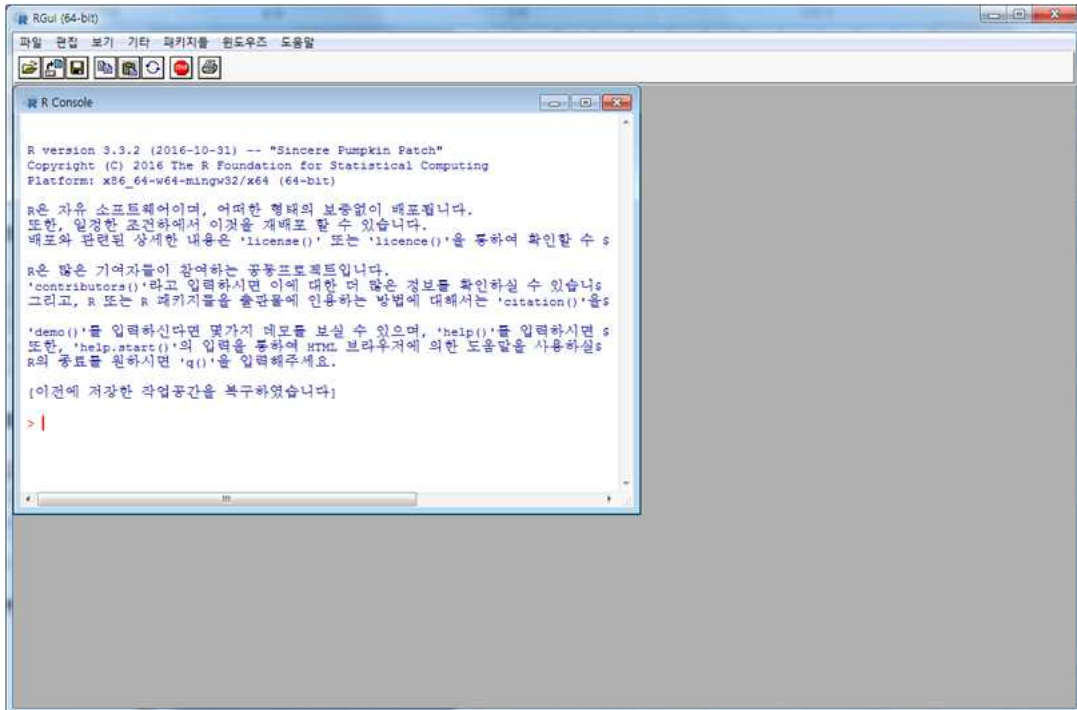 RGui (64-bit)
파일 편집 보기 기타 패키지들 윈도우즈 도움말
STOP
R Console
R version 3.3.2 (2016-10-31) -- "Sincere Pumpkin Patch"
Copyright (C) 2016 The R Foundation for Statistical Computing
Platform: x86_64-w64-mingw32/x64 (64-bit)
R은 자유 소프트웨어이며, 어떠한 형태의 보증없이 배포됩니다.
또한, 일정한 조건하에서 이것을 재배포 할 수 있습니다.
배포와 관련된 상세한 내용은 'license()' 또는 'licence()'을 통하여 확인할 수 $
R은 많은 기여자들이 참여하는 공동프로젝트입니다.
'contributors()'라고 입력하시면 이에 대한 더 많은 정보를 확인하실 수 있습니$
그리고, R 또는 R 패키지들을 출판물에 인용하는 방법에 대해서는 'citation()'을$
'demo()'를 입력하신다면 몇가지 데모를 보실 수 있으며, 'help()'를 입력하시면 $
또한, 'help.start()'의 입력을 통하여 HTML 브라우저에 의한 도움말을 사용하실$
R의 종료를 원하시면 'q()'을 입력해주세요.
[이전에 저장한 작업공간을 복구하였습니다]
>